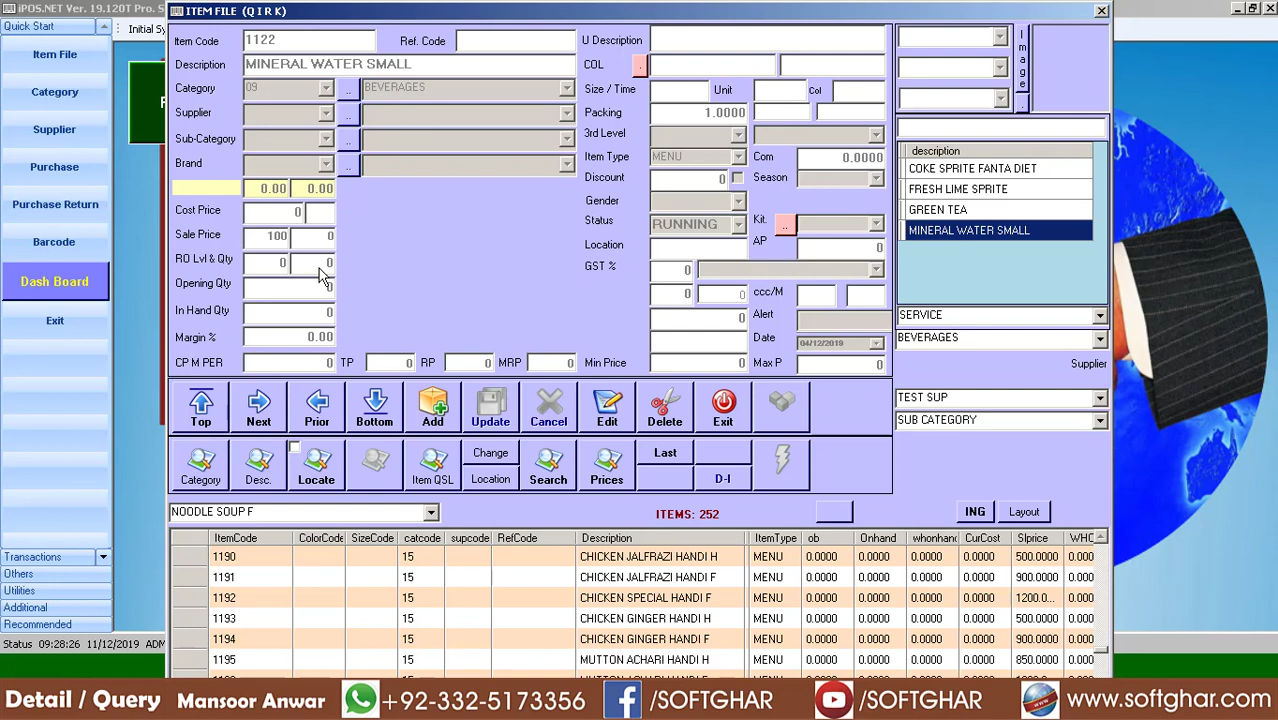 iPOS.NET Ver. 19.120T Pro. S
ITEM FILE (Q I R K)
Quick Start
Initial Sy
Item File
Category
Supplier
Purchase
Purchase Return
Barcode
Dash Board
Exit
Transactions
Others
Utilities
Additional
Recommended
Status 09:28:26 11/12/2019 ADM
Item Code 1122 Ref. Code U Description
Description MINERAL WATER SMALL COL .
Category 09 .. BEVERAGES Size / Time Unit Col
Supplier .. Packing 1.0000
Sub-Category .. 3rd Level
Brand .. Item Type MENU Com 0.0000
0.00 0.00 Discount 0 Season
Cost Price 0 Gender
Sale Price 100 0 Status RUNNING Kit. ..
RO Lvl & Qty 0 0 Location AP 0
Opening Qty 0 GST % 0
In Hand Qty 0 0 0 ccc/M
Margin % 0.00 0 Alert
Date 04/12/2019
CP M PER 0 TP 0 RP 0 MRP 0 Min Price 0 Max P 0
Image
..
description
COKE SPRITE FANTA DIET
FRESH LIME SPRITE
GREEN TEA
MINERAL WATER SMALL
SERVICE
BEVERAGES
Supplier
TEST SUP
SUB CATEGORY
Top Next Prior Bottom Add Update Cancel Edit Delete Exit
Category Desc. Locate Item QSL Change Location Search Prices Last D-I
NOODLE SOUP F ITEMS: 252 ING Layout
ItemCode ColorCode SizeCode catcode supcode RefCode Description ItemType ob Onhand whonhand CurCost Slprice WHC
1190 15 CHICKEN JALFRAZI HANDI H MENU 0.0000 0.0000 0.0000 0.0000 500.0000 0.000
1191 15 CHICKEN JALFRAZI HANDI F MENU 0.0000 0.0000 0.0000 0.0000 900.0000 0.000
1192 15 CHICKEN SPECIAL HANDI F MENU 0.0000 0.0000 0.0000 0.0000 1200.0... 0.000
1193 15 CHICKEN GINGER HANDI H MENU 0.0000 0.0000 0.0000 0.0000 500.0000 0.000
1194 15 CHICKEN GINGER HANDI F MENU 0.0000 0.0000 0.0000 0.0000 900.0000 0.000
1195 15 MUTTON ACHARI HANDI H MENU 0.0000 0.0000 0.0000 0.0000 850.0000 0.000
Detail / Query Mansoor Anwar +92-332-5173356 /SOFTGHAR /SOFTGHAR www.softghar.com